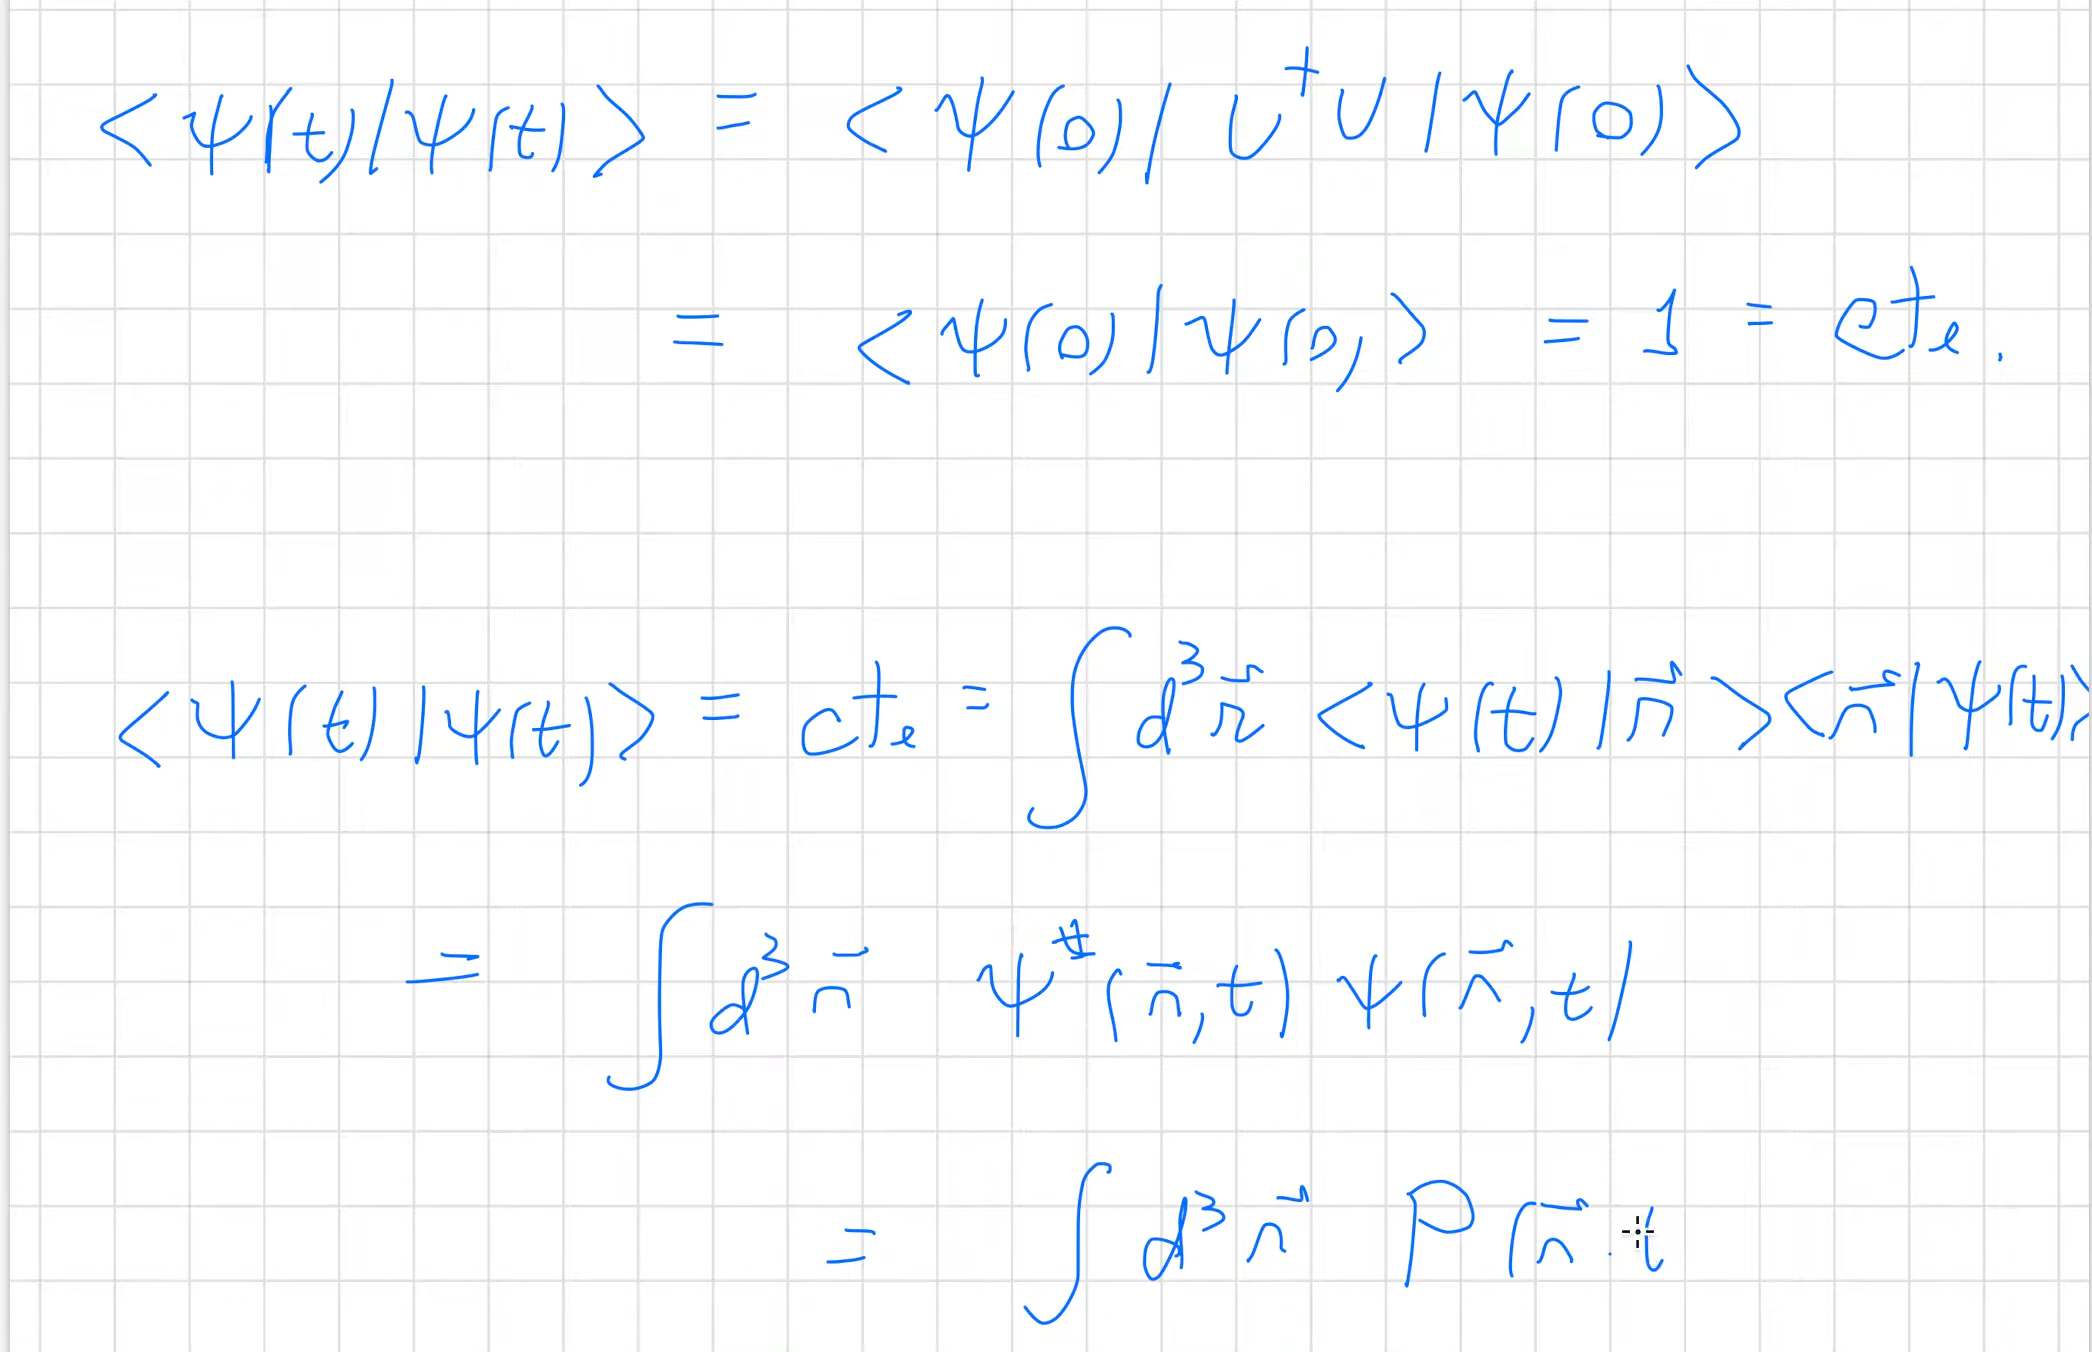 <ψ(t)|ψ(t)> = <ψ(0)|U†U|ψ(0)>
= <ψ(0)|ψ(0)> = 1 = cte.
<ψ(t)|ψ(t)> = cte = ∫ d³r⃗ <ψ(t)|r⃗><r⃗|ψ(t)>
= ∫ d³r⃗ ψ*(r⃗,t) ψ(r⃗,t)
= ∫ d³r⃗ P(r⃗,t